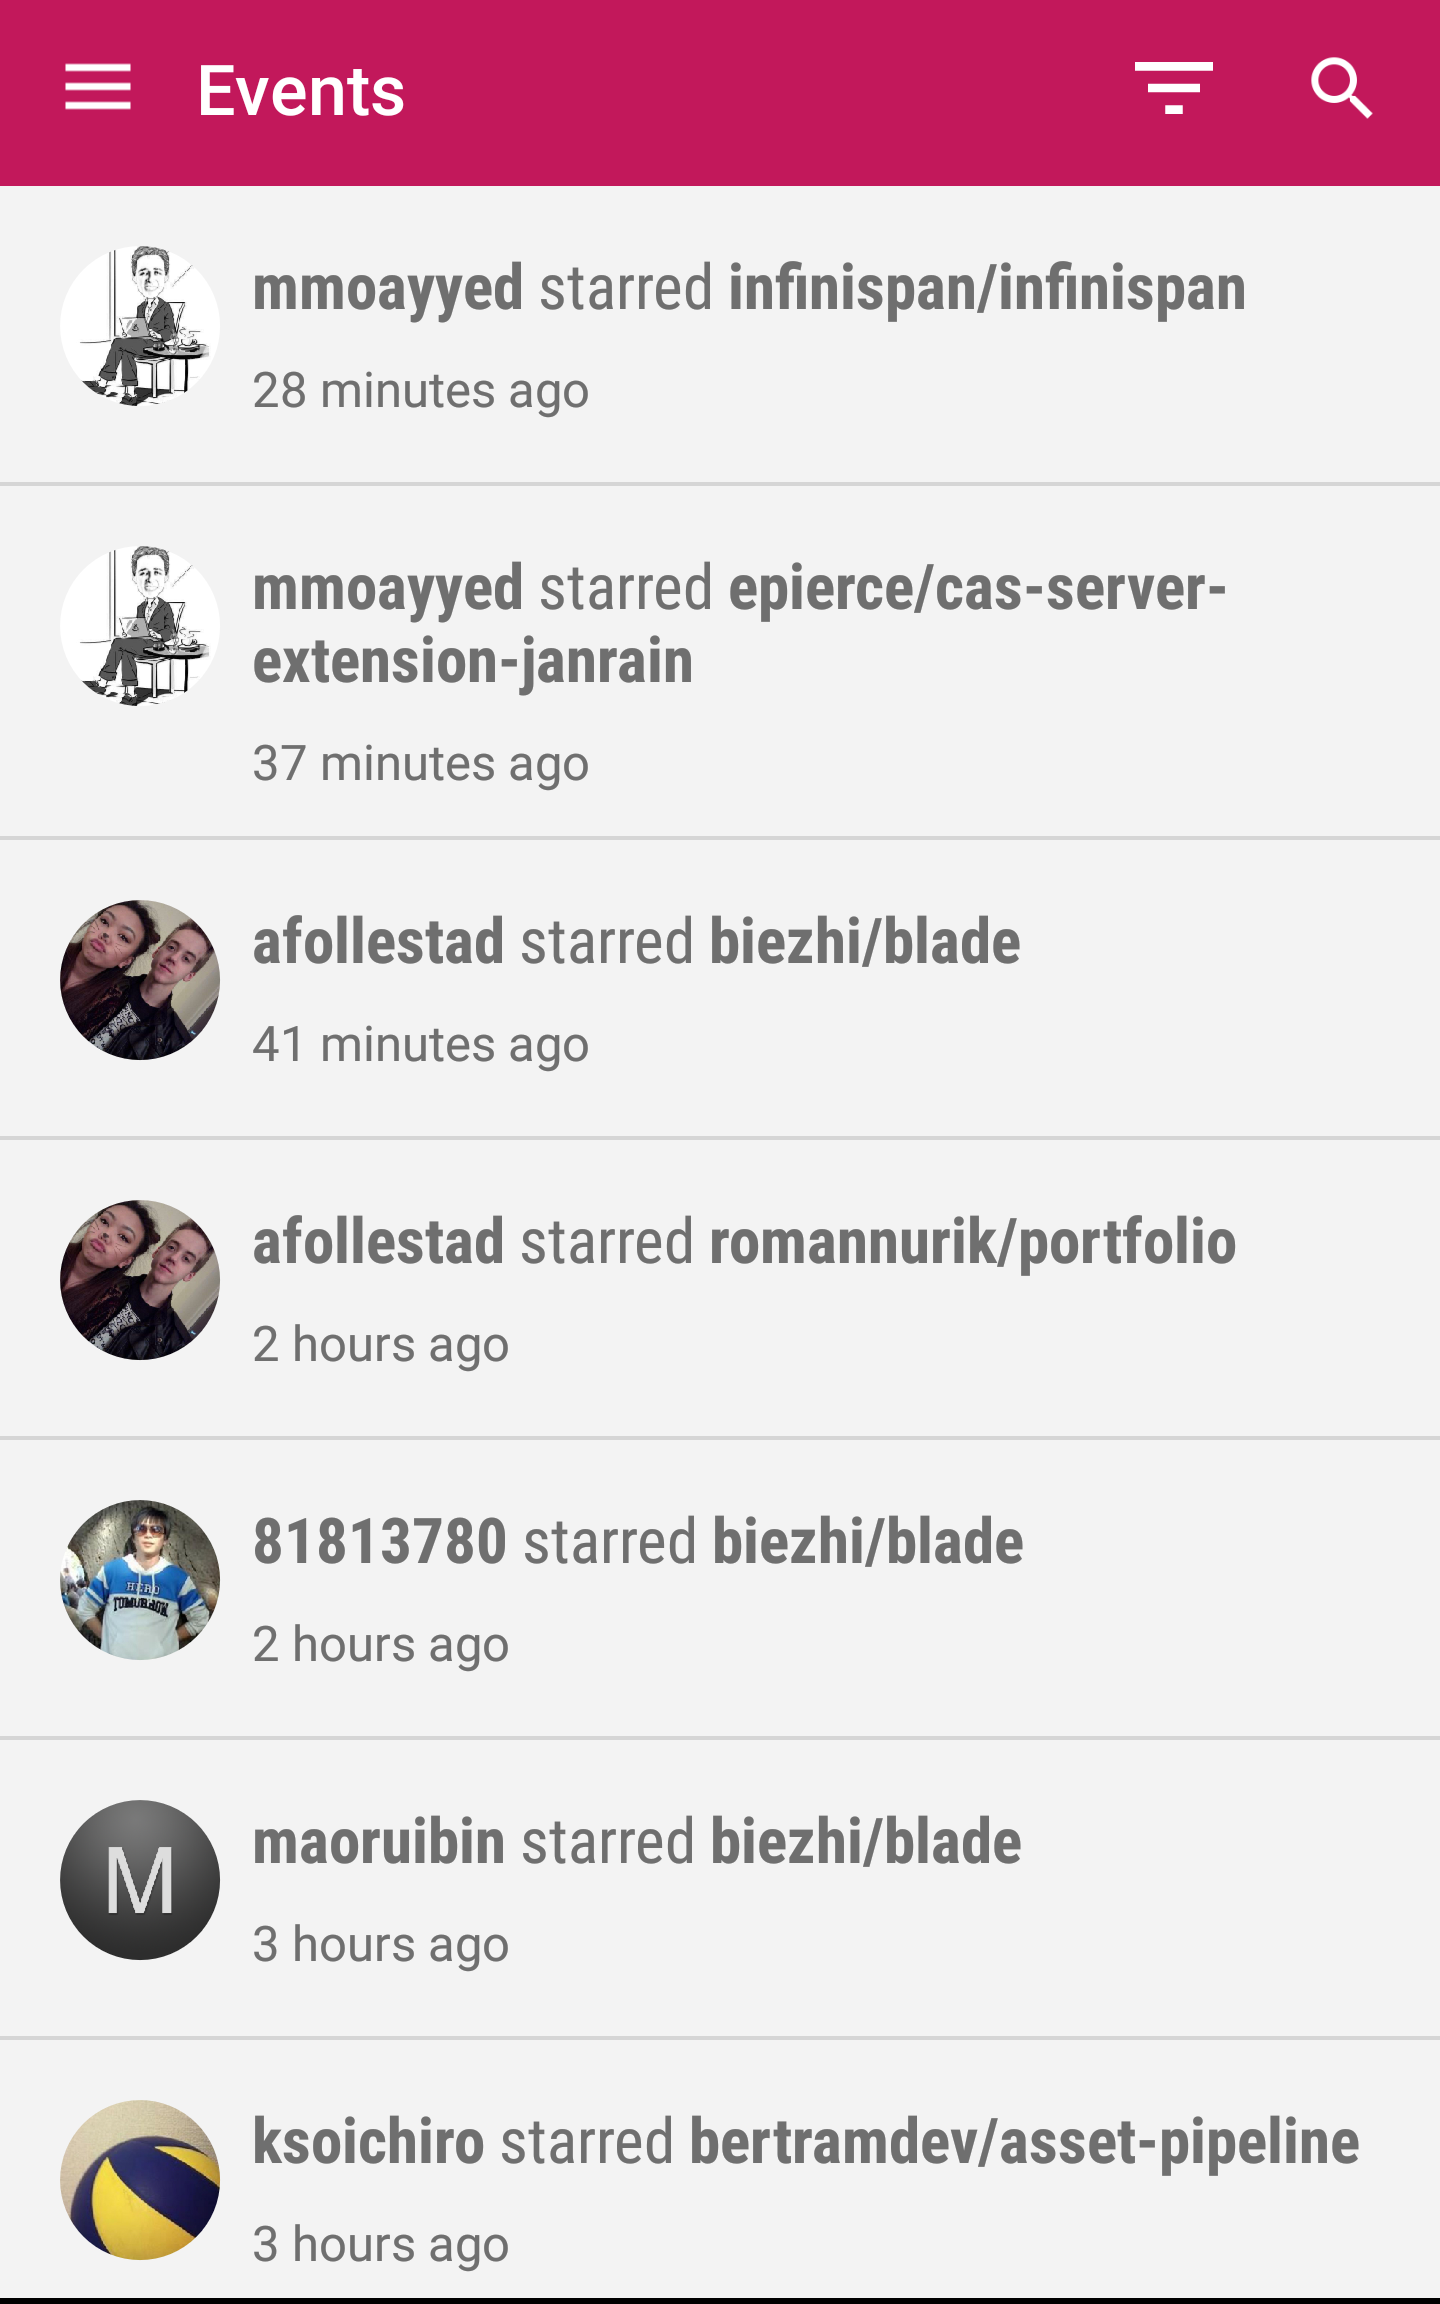 Events
mmoayyed starred infinispan/infinispan
28 minutes ago
mmoayyed starred epierce/cas-server-
extension-janrain
37 minutes ago
afollestad starred biezhi/blade
41 minutes ago
afollestad starred romannurik/portfolio
2 hours ago
81813780 starred biezhi/blade
HERO
TOMORROW
2 hours ago
M
maoruibin starred biezhi/blade
3 hours ago
ksoichiro starred bertramdev/asset-pipeline
3 hours ago